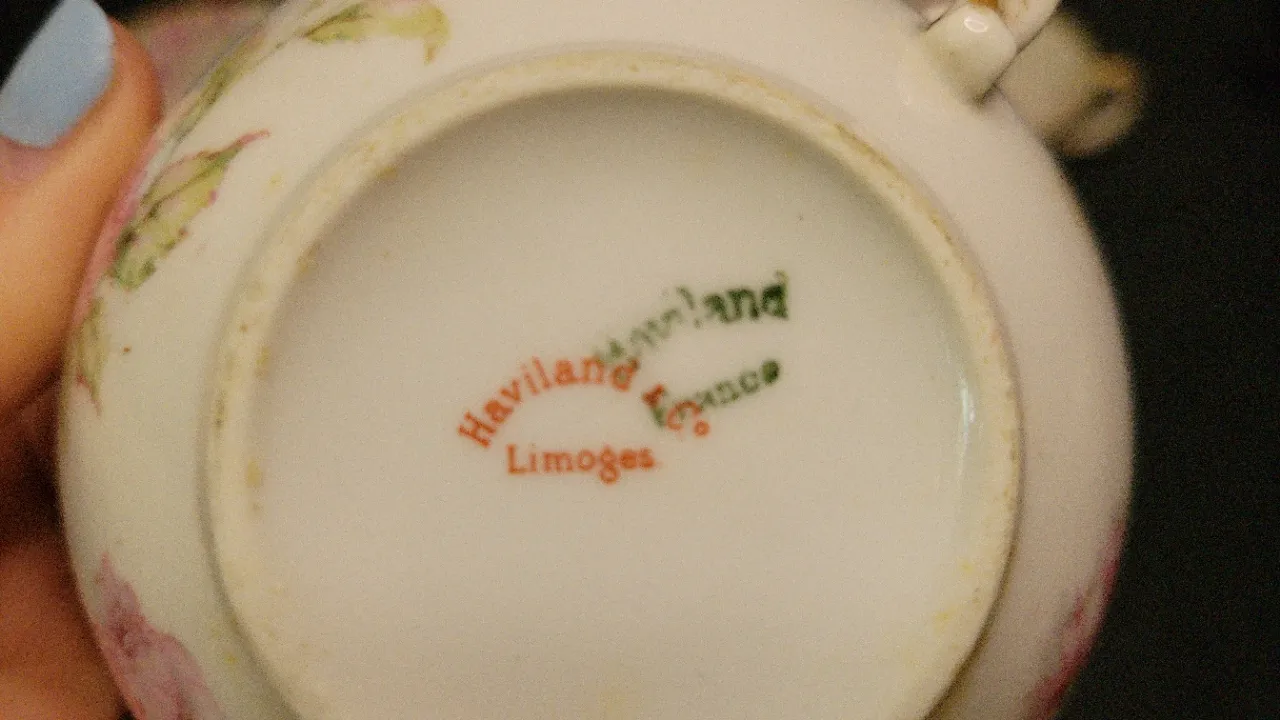 Haviland
France
Haviland & Co
Limoges.